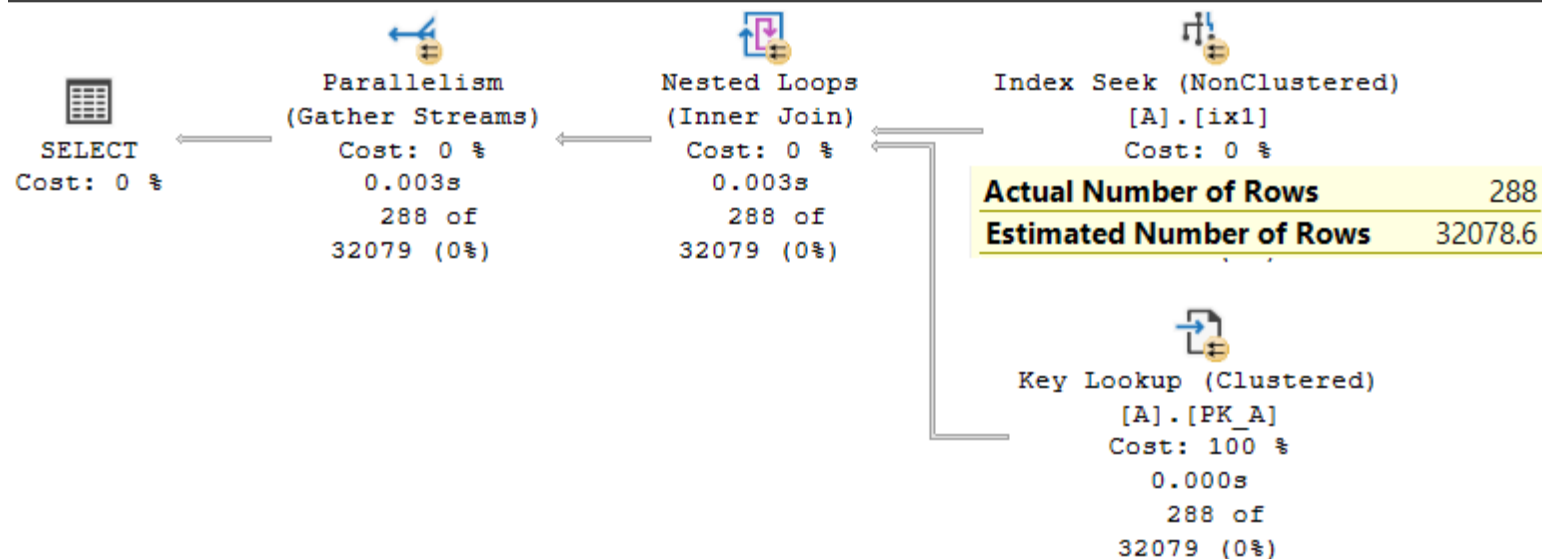 SELECT
Cost: 0 %
Parallelism
(Gather Streams)
Cost: 0 %
0.003s
288 of
32079 (0%)
Nested Loops
(Inner Join)
Cost: 0 %
0.003s
288 of
32079 (0%)
Index Seek (NonClustered)
[A].[ix1]
Cost: 0 %
Actual Number of Rows 288
Estimated Number of Rows 32078.6
Key Lookup (Clustered)
[A].[PK_A]
Cost: 100 %
0.000s
288 of
32079 (0%)